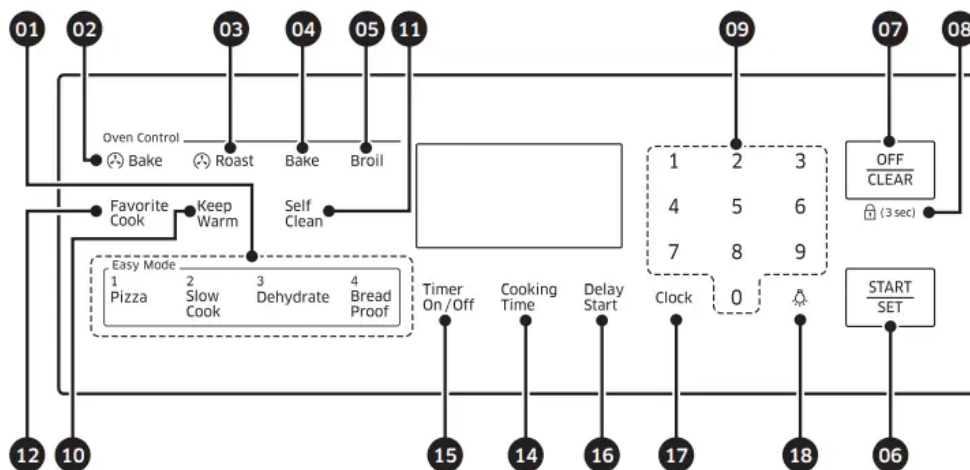 01 02 03 04 05 11 09 07 08
Oven Control
Bake Roast Bake Broil
1 2 3
OFF
CLEAR
Favorite
Cook
Keep
Warm
Self
Clean
4 5 6
(3 sec)
7 8 9
Easy Mode
1
Pizza
2
Slow
Cook
3
Dehydrate
4
Bread
Proof
Timer
On/Off
Cooking
Time
Delay
Start
Clock
0
START
SET
12 10 15 14 16 17 18 06